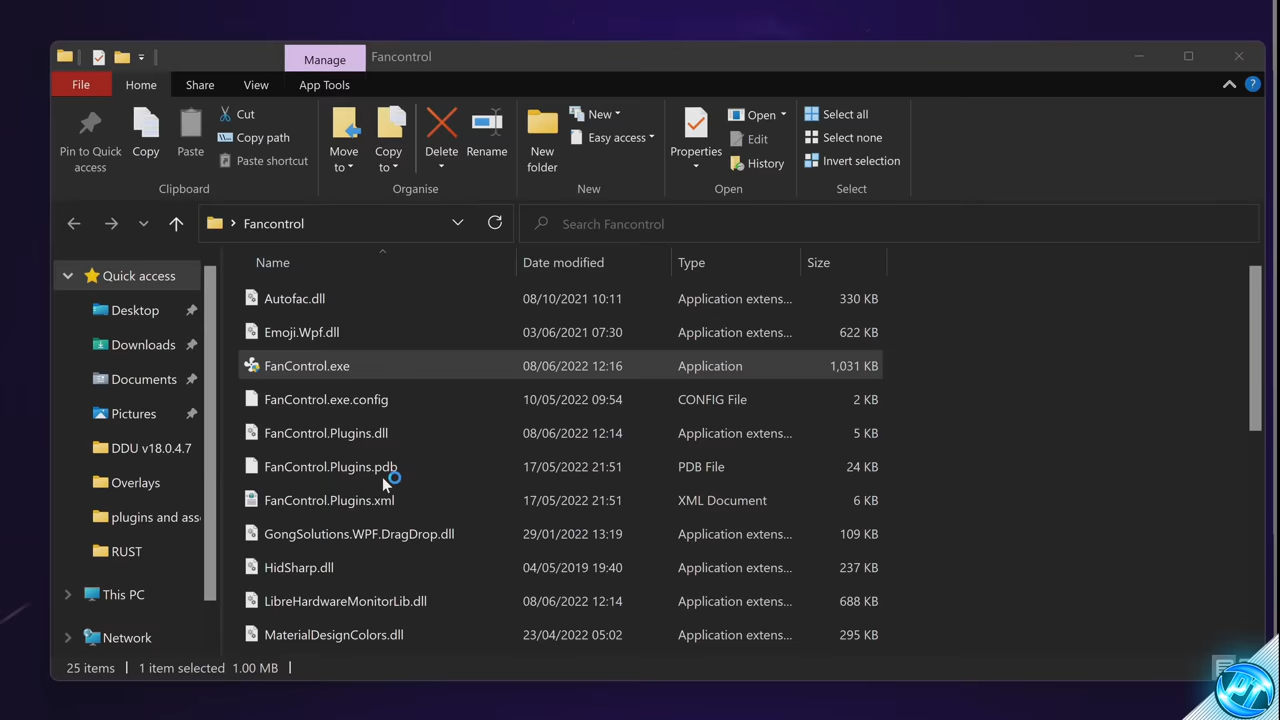 Manage
Fancontrol
File
Home
Share
View
App Tools
Pin to Quick access
Copy
Paste
Cut
Copy path
Paste shortcut
Clipboard
Move to
Copy to
Delete
Rename
Organise
New folder
New
Easy access
New
Properties
Open
Edit
History
Open
Select all
Select none
Invert selection
Select
Fancontrol
Search Fancontrol
Quick access
Desktop
Downloads
Documents
Pictures
DDU v18.0.4.7
Overlays
plugins and ass
RUST
This PC
Network
Name Date modified Type Size
Autofac.dll 08/10/2021 10:11 Application extens... 330 KB
Emoji.Wpf.dll 03/06/2021 07:30 Application extens... 622 KB
FanControl.exe 08/06/2022 12:16 Application 1,031 KB
FanControl.exe.config 10/05/2022 09:54 CONFIG File 2 KB
FanControl.Plugins.dll 08/06/2022 12:14 Application extens... 5 KB
FanControl.Plugins.pdb 17/05/2022 21:51 PDB File 24 KB
FanControl.Plugins.xml 17/05/2022 21:51 XML Document 6 KB
GongSolutions.WPF.DragDrop.dll 29/01/2022 13:19 Application extens... 109 KB
HidSharp.dll 04/05/2019 19:40 Application extens... 237 KB
LibreHardwareMonitorLib.dll 08/06/2022 12:14 Application extens... 688 KB
MaterialDesignColors.dll 23/04/2022 05:02 Application extens... 295 KB
25 items 1 item selected 1.00 MB
PT